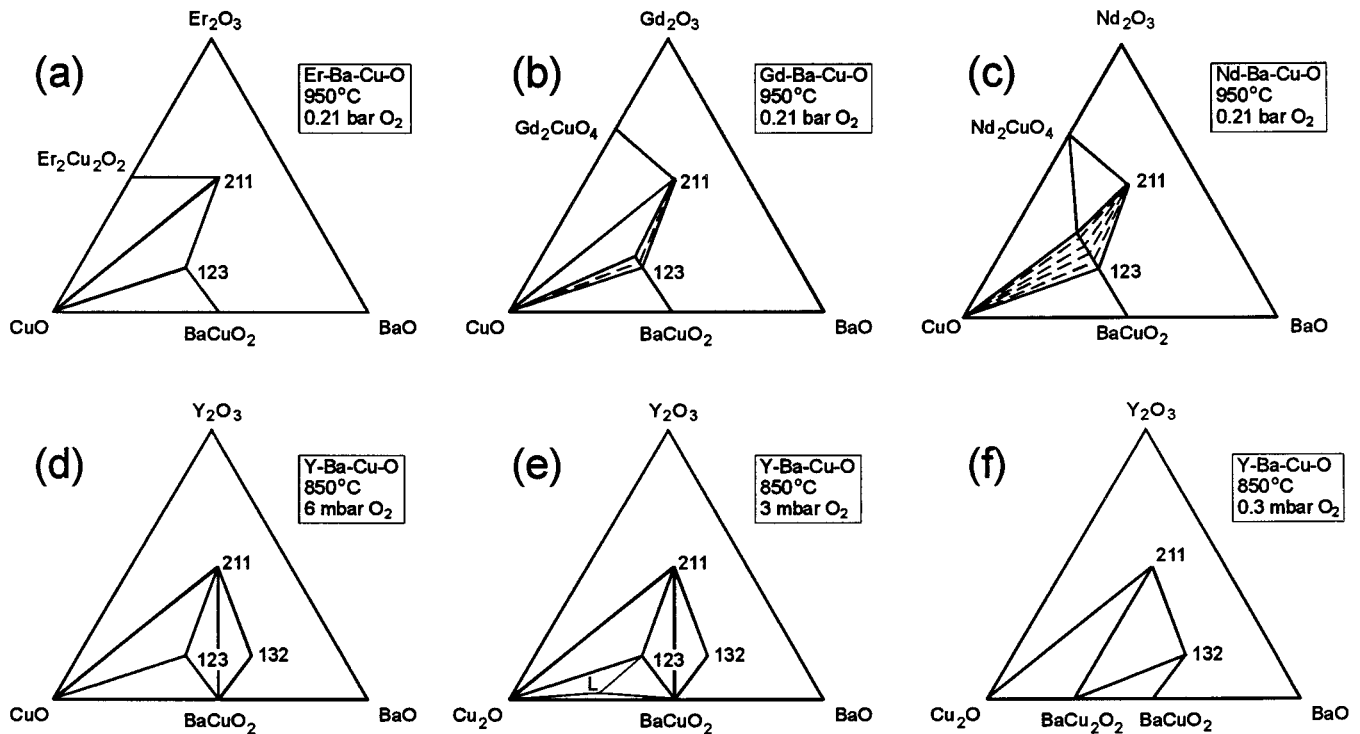 Er₂O₃
(a)
Er-Ba-Cu-O
950°C
0.21 bar O₂
Er₂Cu₂O₂
211
123
CuO
BaCuO₂
BaO
Gd₂O₃
(b)
Gd-Ba-Cu-O
950°C
0.21 bar O₂
Gd₂CuO₄
211
123
CuO
BaCuO₂
BaO
Nd₂O₃
(c)
Nd-Ba-Cu-O
950°C
0.21 bar O₂
Nd₂CuO₄
211
123
CuO
BaCuO₂
BaO
Y₂O₃
(d)
Y-Ba-Cu-O
850°C
6 mbar O₂
211
123
132
CuO
BaCuO₂
BaO
Y₂O₃
(e)
Y-Ba-Cu-O
850°C
3 mbar O₂
211
123
132
L
Cu₂O
BaCuO₂
BaO
Y₂O₃
(f)
Y-Ba-Cu-O
850°C
0.3 mbar O₂
211
132
Cu₂O
BaCu₂O₂
BaCuO₂
BaO